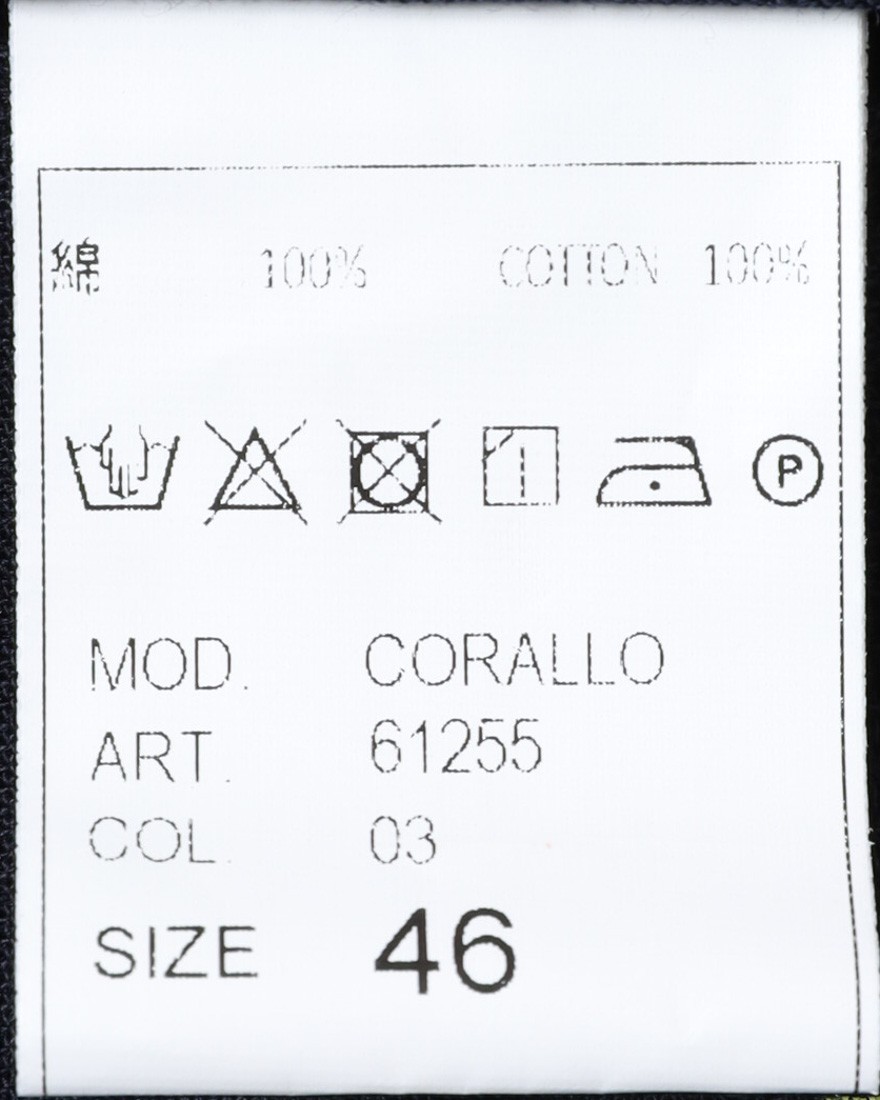 綿 100% COTTON 100%
P
MOD. CORALLO
ART. 61255
COL. 03
SIZE 46